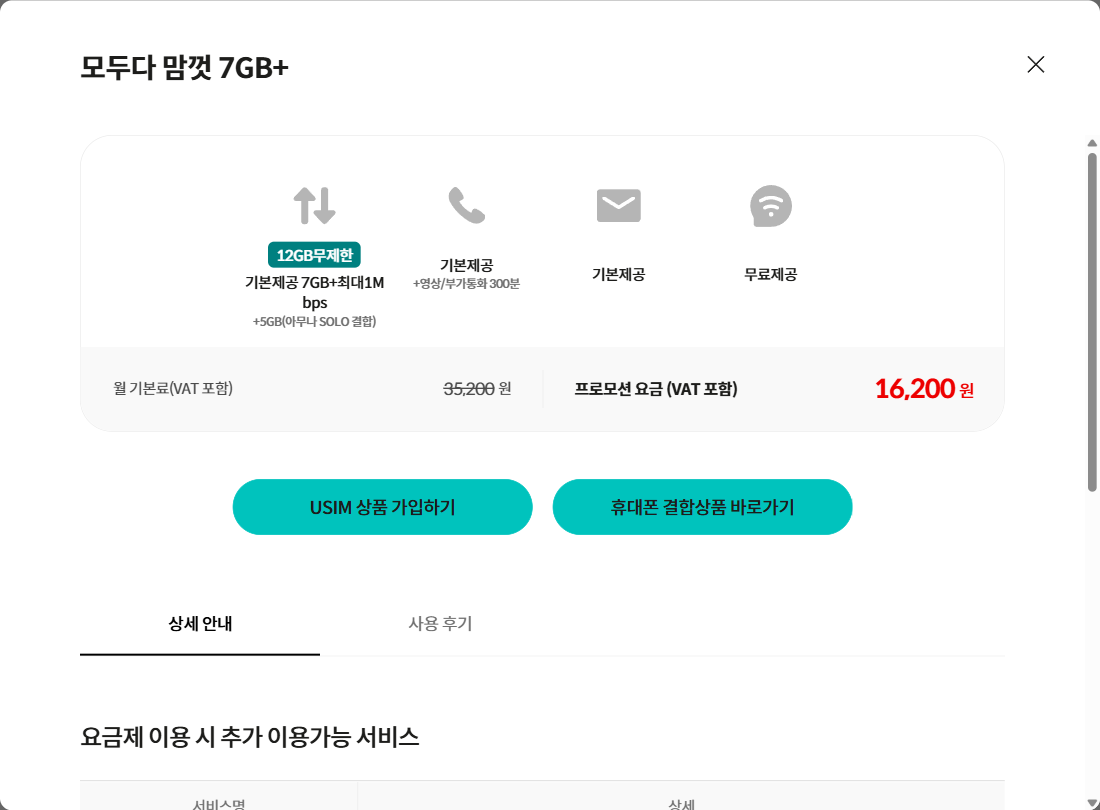 모두다 맘껏 7GB+
12GB무제한
기본제공 7GB+최대1M
bps
+5GB(아무나 SOLO 결합)
기본제공
+영상/부가통화 300분
기본제공
무료제공
월 기본료(VAT 포함)
35,200 원
프로모션 요금 (VAT 포함)
16,200 원
USIM 상품 가입하기
휴대폰 결합상품 바로가기
상세 안내
사용 후기
요금제 이용 시 추가 이용가능 서비스
서비스명
상세